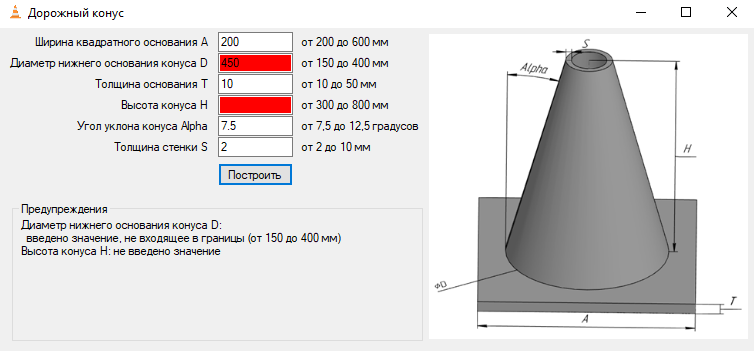 Дорожный конус
Ширина квадратного основания A 200 от 200 до 600 мм
Диаметр нижнего основания конуса D 450 от 150 до 400 мм
Толщина основания T 10 от 10 до 50 мм
Высота конуса H от 300 до 800 мм
Угол уклона конуса Alpha 7.5 от 7,5 до 12,5 градусов
Толщина стенки S 2 от 2 до 10 мм
Построить
Предупреждения
Диаметр нижнего основания конуса D:
введено значение, не входящее в границы (от 150 до 400 мм)
Высота конуса H: не введено значение
S
Alpha
H
⌀D
T
A